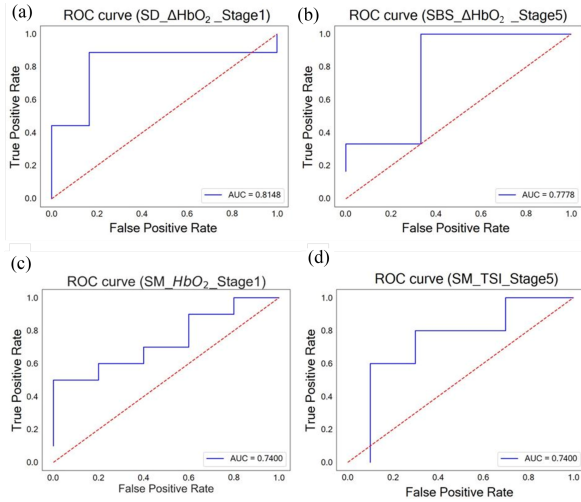 (a)
ROC curve (SD_ΔHbO₂ _Stage1)
True Positive Rate
1.0
0.8
0.6
0.4
0.2
0.0
AUC = 0.8148
0.0 0.2 0.4 0.6 0.8 1.0
False Positive Rate
(b)
ROC curve (SBS_ΔHbO₂ _Stage5)
True Positive Rate
1.0
0.8
0.6
0.4
0.2
0.0
AUC = 0.7778
0.0 0.2 0.4 0.6 0.8 1.0
False Positive Rate
(c)
ROC curve (SM_HbO₂_Stage1)
True Positive Rate
1.0
0.8
0.6
0.4
0.2
0.0
AUC = 0.7400
0.0 0.2 0.4 0.6 0.8 1.0
False Positive Rate
(d)
ROC curve (SM_TSI_Stage5)
True Positive Rate
1.0
0.8
0.6
0.4
0.2
0.0
AUC = 0.7400
0.0 0.2 0.4 0.6 0.8 1.0
False Positive Rate